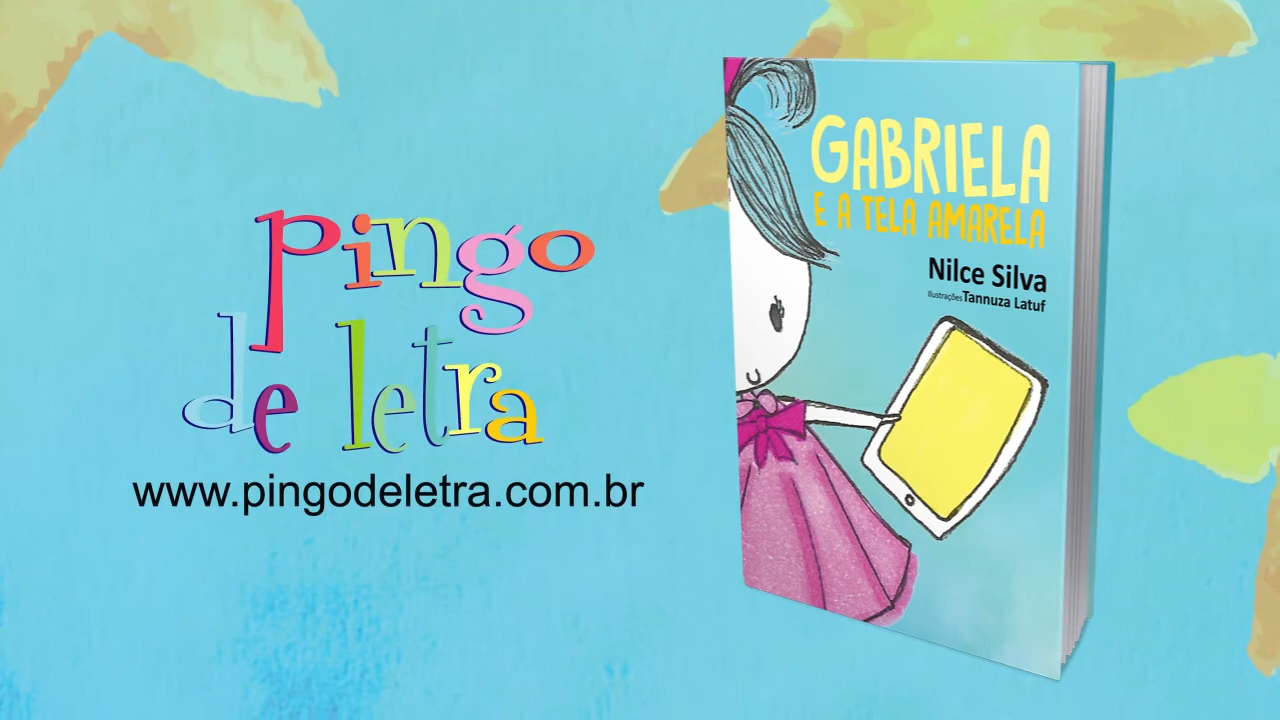 pingo
de letra
www.pingodeletra.com.br
GABRIELA
E A TELA AMARELA
Nilce Silva
Ilustrações Tannuza Latuf